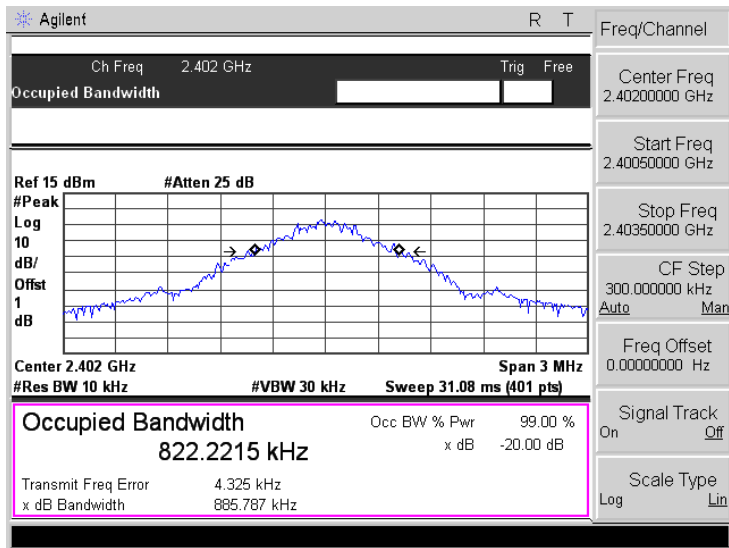 Agilent R T
Ch Freq 2.402 GHz Trig Free
Occupied Bandwidth
Ref 15 dBm #Atten 25 dB
#Peak
Log
10
dB/
Offst
1
dB
Center 2.402 GHz Span 3 MHz
#Res BW 10 kHz #VBW 30 kHz Sweep 31.08 ms (401 pts)
Occupied Bandwidth
822.2215 kHz
Occ BW % Pwr 99.00 %
x dB -20.00 dB
Transmit Freq Error 4.325 kHz
x dB Bandwidth 885.787 kHz
Freq/Channel
Center Freq
2.40200000 GHz
Start Freq
2.40050000 GHz
Stop Freq
2.40350000 GHz
CF Step
300.000000 kHz
Auto Man
Freq Offset
0.00000000 Hz
Signal Track
On Off
Scale Type
Log Lin